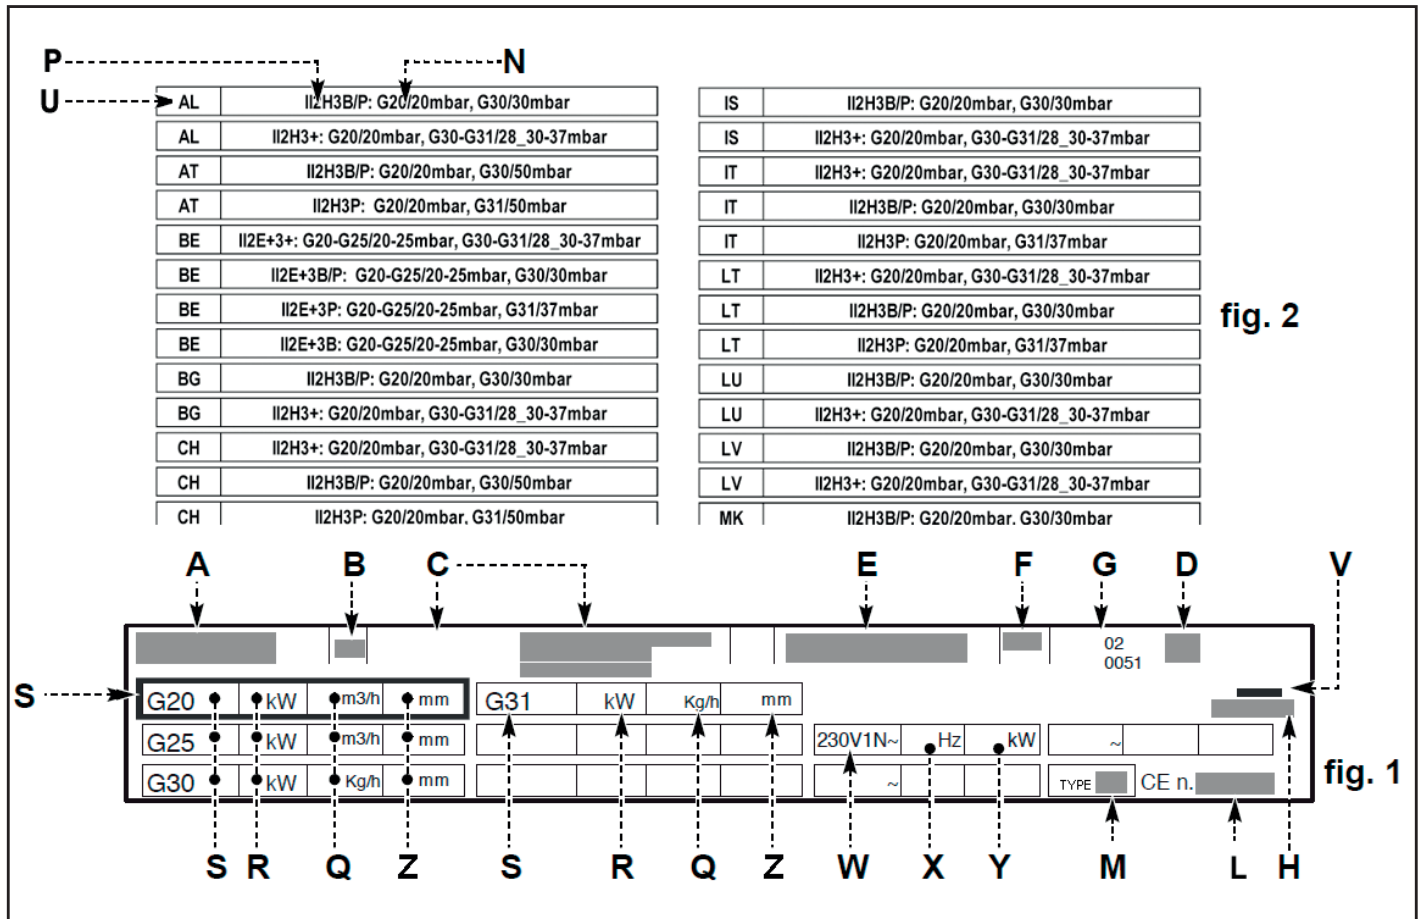 P N
U AL II2H3B/P: G20/20mbar, G30/30mbar
AL II2H3+: G20/20mbar, G30-G31/28_30-37mbar
AT II2H3B/P: G20/20mbar, G30/50mbar
AT II2H3P: G20/20mbar, G31/50mbar
BE II2E+3+: G20-G25/20-25mbar, G30-G31/28_30-37mbar
BE II2E+3B/P: G20-G25/20-25mbar, G30/30mbar
BE II2E+3P: G20-G25/20-25mbar, G31/37mbar
BE II2E+3B: G20-G25/20-25mbar, G30/30mbar
BG II2H3B/P: G20/20mbar, G30/30mbar
BG II2H3+: G20/20mbar, G30-G31/28_30-37mbar
CH II2H3+: G20/20mbar, G30-G31/28_30-37mbar
CH II2H3B/P: G20/20mbar, G30/50mbar
CH II2H3P: G20/20mbar, G31/50mbar
IS II2H3B/P: G20/20mbar, G30/30mbar
IS II2H3+: G20/20mbar, G30-G31/28_30-37mbar
IT II2H3+: G20/20mbar, G30-G31/28_30-37mbar
IT II2H3B/P: G20/20mbar, G30/30mbar
IT II2H3P: G20/20mbar, G31/37mbar
LT II2H3+: G20/20mbar, G30-G31/28_30-37mbar
LT II2H3B/P: G20/20mbar, G30/30mbar
LT II2H3P: G20/20mbar, G31/37mbar
LU II2H3B/P: G20/20mbar, G30/30mbar
LU II2H3+: G20/20mbar, G30-G31/28_30-37mbar
LV II2H3B/P: G20/20mbar, G30/30mbar
LV II2H3+: G20/20mbar, G30-G31/28_30-37mbar
MK II2H3B/P: G20/20mbar, G30/30mbar
fig. 2
A B C E F G D V
02
0051
S G20 kW m3/h mm G31 kW Kg/h mm
G25 kW m3/h mm 230V1N~ Hz kW ~
G30 kW Kg/h mm ~ TYPE CE n.
fig. 1
S R Q Z S R Q Z W X Y M L H